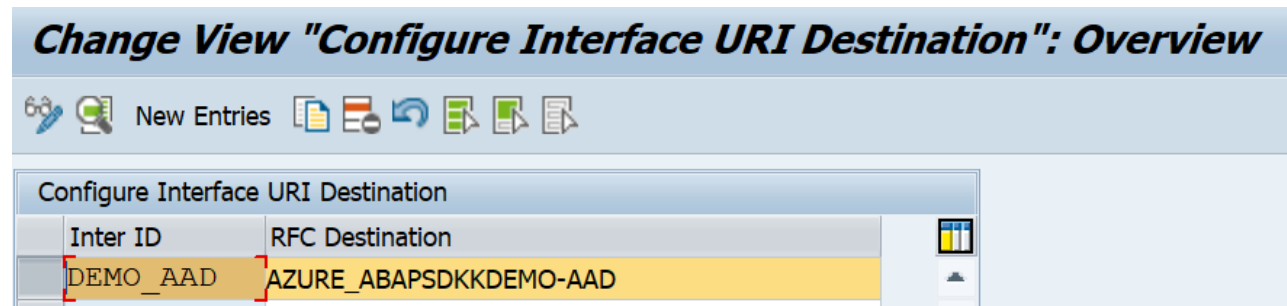 Change View "Configure Interface URI Destination": Overview
New Entries
Configure Interface URI Destination
Inter ID RFC Destination
DEMO_AAD AZURE_ABAPSDKKDEMO-AAD